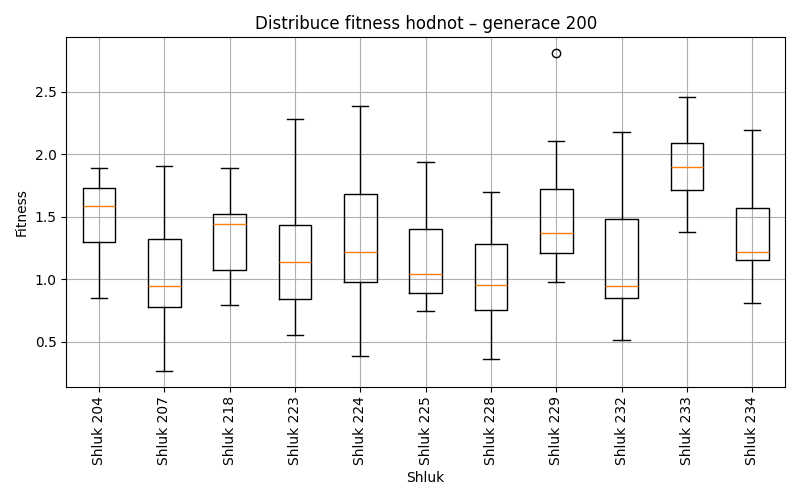 Distribuce fitness hodnot – generace 200
Fitness
2.5
2.0
1.5
1.0
0.5
Shluk 204
Shluk 207
Shluk 218
Shluk 223
Shluk 224
Shluk 225
Shluk 228
Shluk 229
Shluk 232
Shluk 233
Shluk 234
Shluk